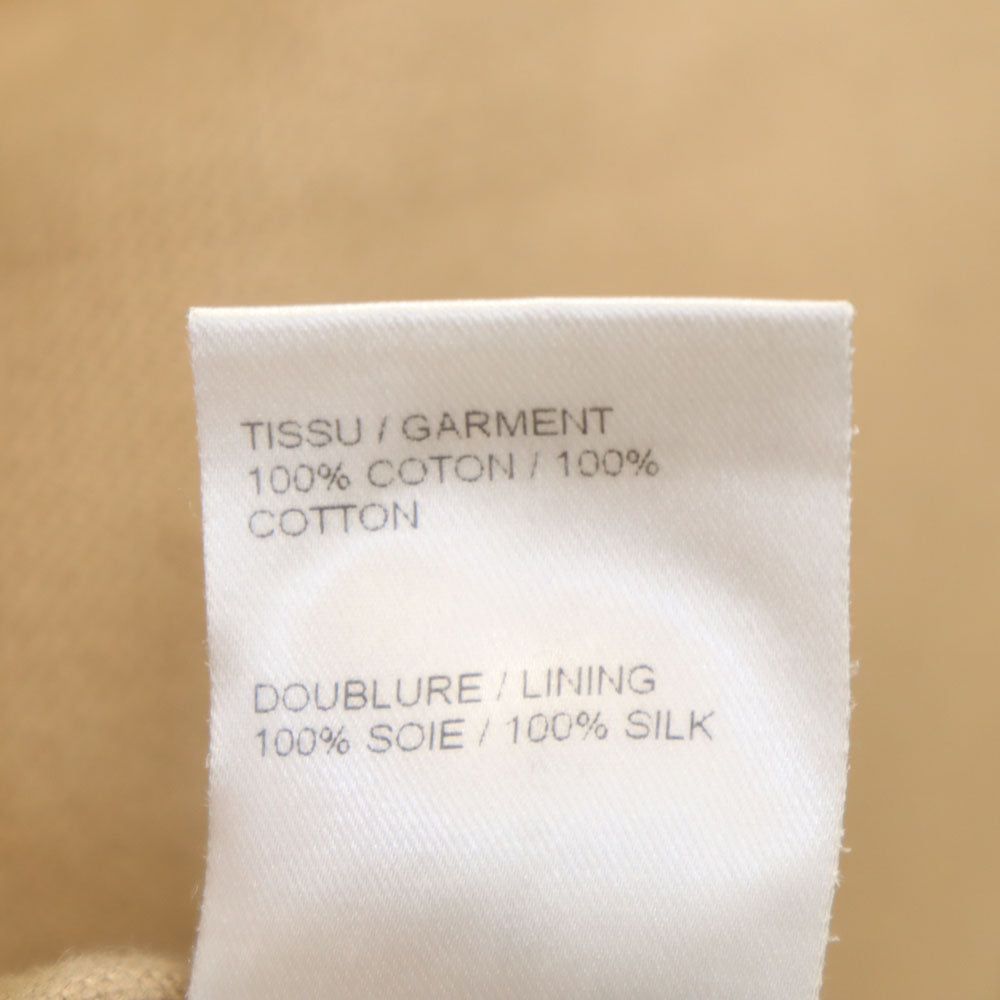 TISSU / GARMENT
100% COTON / 100%
COTTON
DOUBLURE / LINING
100% SOIE / 100% SILK